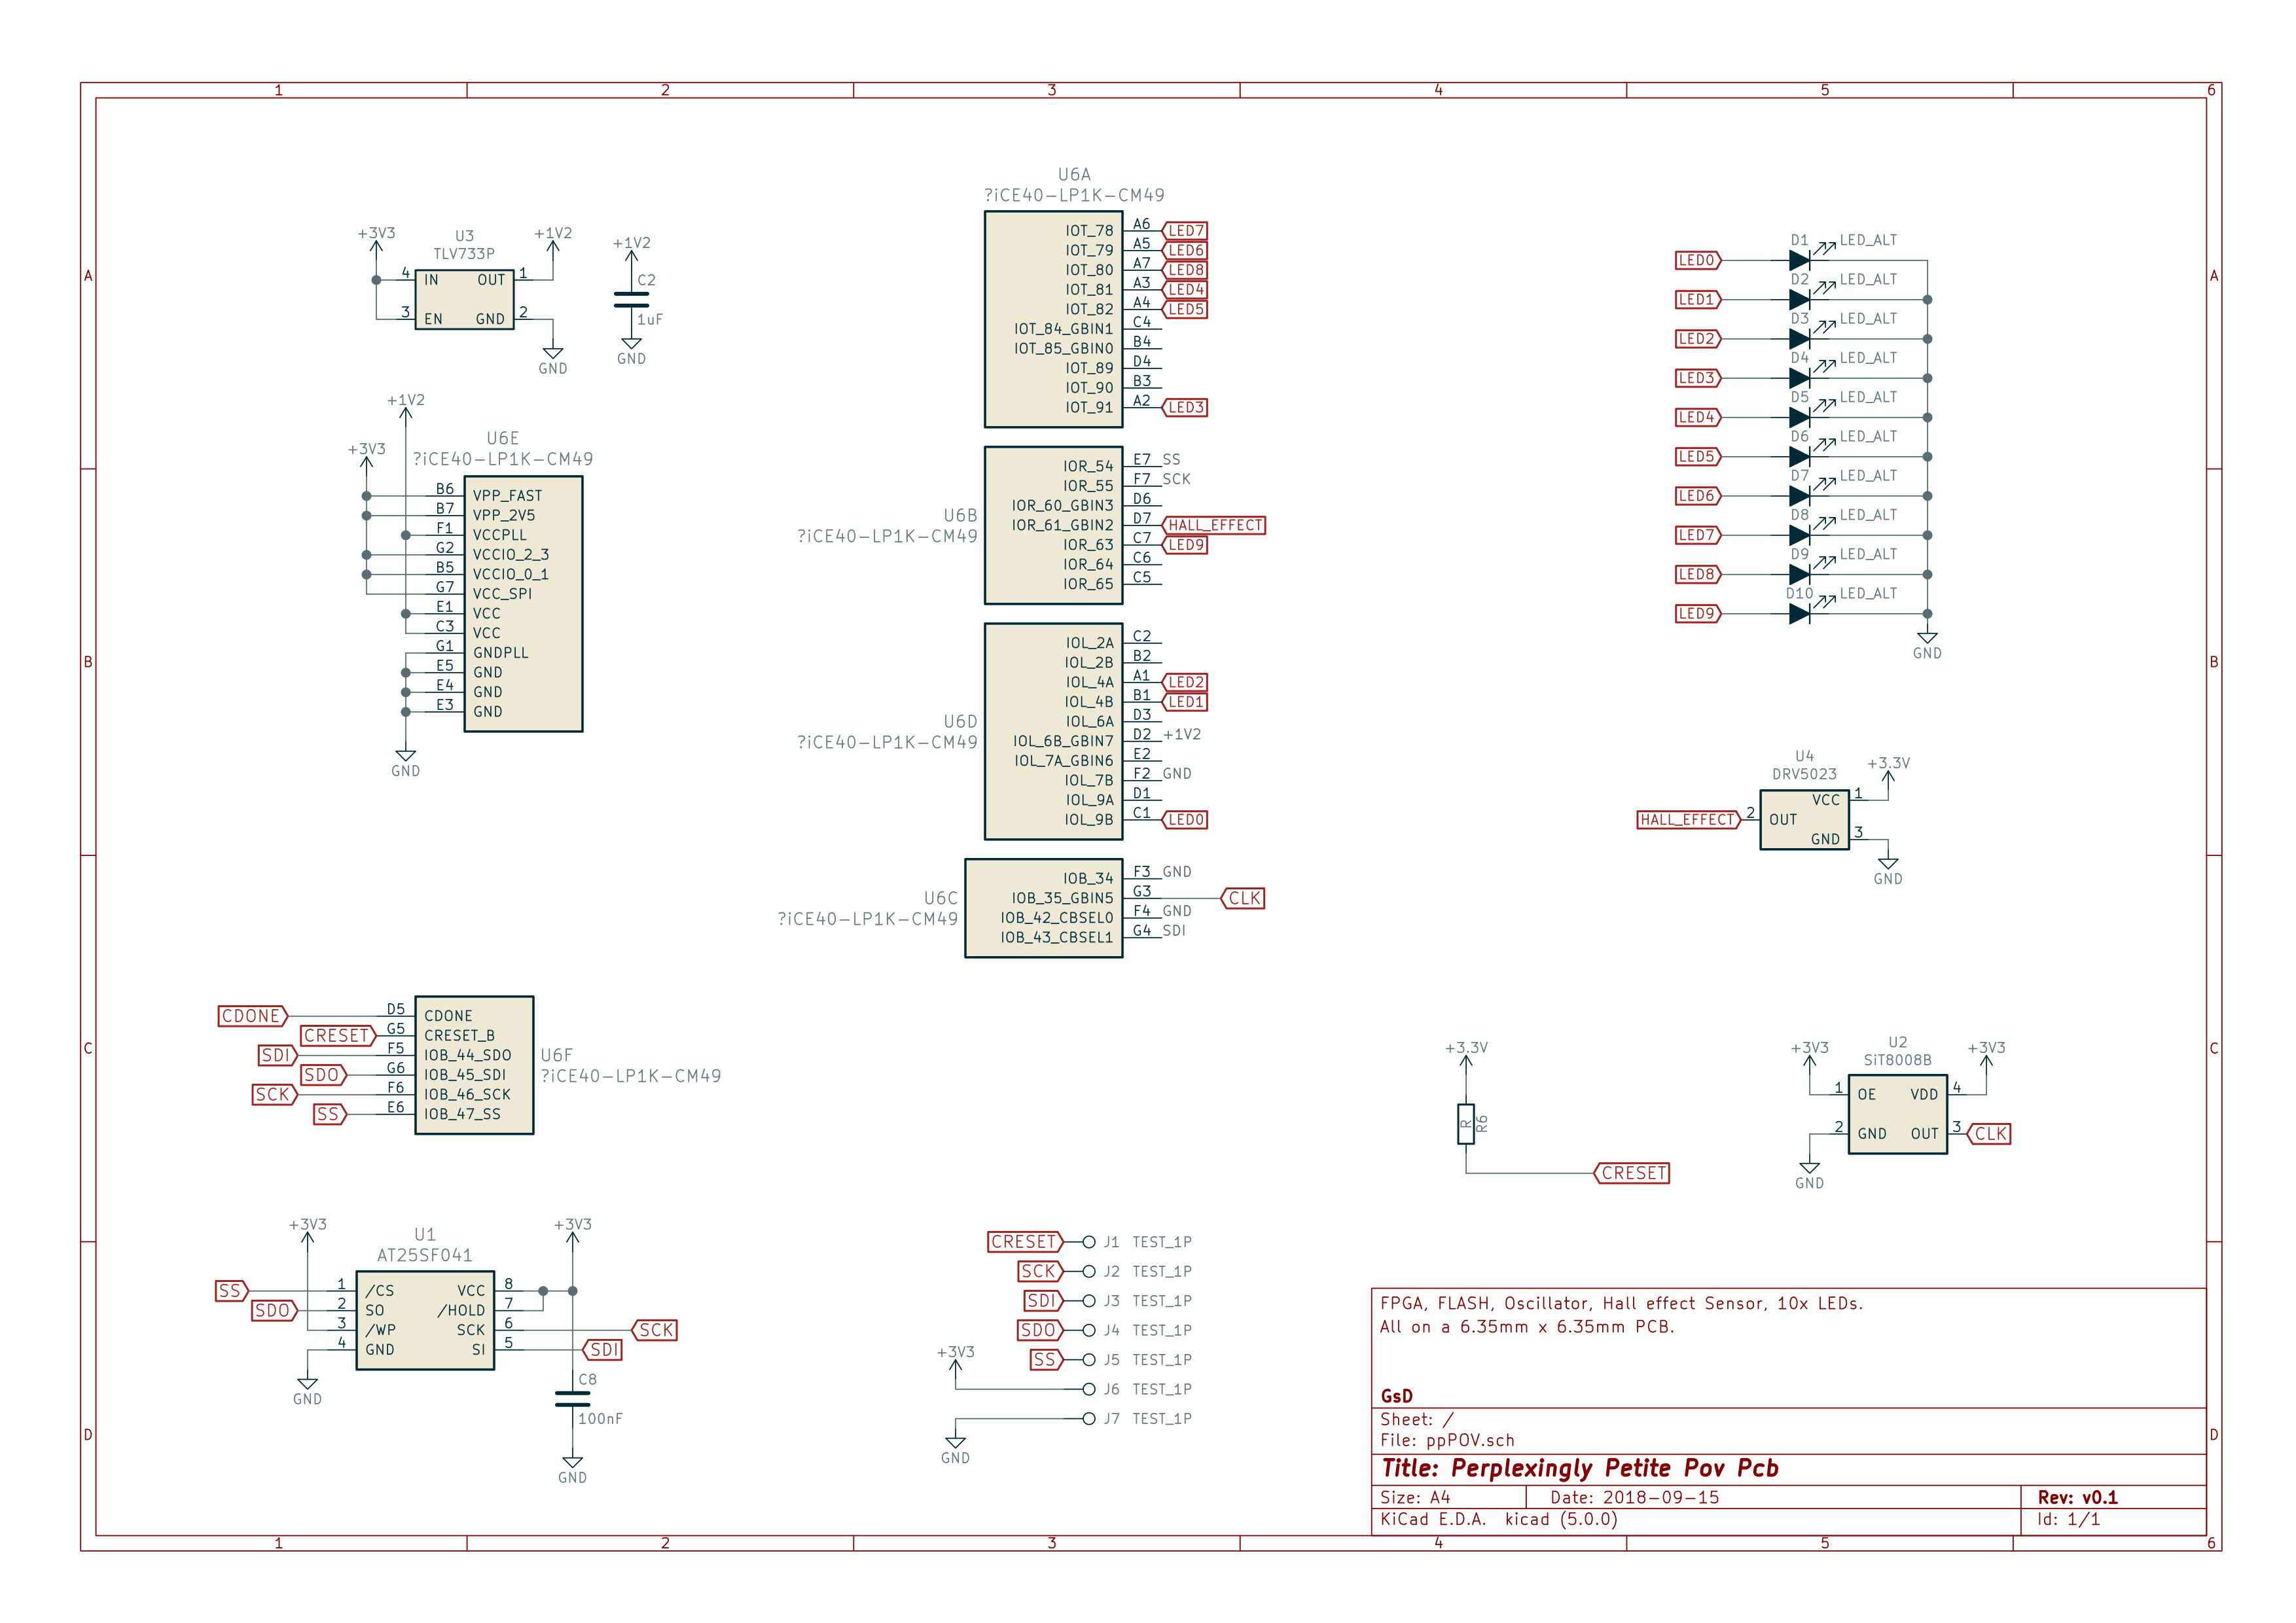 1 2 3 4 5 6
A
B
C
D
+3V3
U3
TLV733P
+1V2
4 IN OUT 1
3 EN GND 2
GND
+1V2
C2
1uF
GND
+1V2
+3V3
U6E
?iCE40-LP1K-CM49
B6 VPP_FAST
B7 VPP_2V5
F1 VCCPLL
G2 VCCIO_2_3
B5 VCCIO_0_1
G7 VCC_SPI
E1 VCC
C3 VCC
G1 GNDPLL
E5 GND
E4 GND
E3 GND
GND
CDONE D5 CDONE
CRESET G5 CRESET_B
SDI F5 IOB_44_SDO
SDO G6 IOB_45_SDI
SCK F6 IOB_46_SCK
SS E6 IOB_47_SS
U6F
?iCE40-LP1K-CM49
+3V3
U1
AT25SF041
+3V3
SS 1 /CS VCC 8
SDO 2 SO /HOLD 7
3 /WP SCK 6 SCK
4 GND SI 5 SDI
GND
C8
100nF
GND
U6A
?iCE40-LP1K-CM49
IOT_78 A6 LED7
IOT_79 A5 LED6
IOT_80 A7 LED8
IOT_81 A3 LED4
IOT_82 A4 LED5
IOT_84_GBIN1 C4
IOT_85_GBIN0 B4
IOT_89 D4
IOT_90 B3
IOT_91 A2 LED3
U6B
?iCE40-LP1K-CM49
IOR_54 E7 SS
IOR_55 F7 SCK
IOR_60_GBIN3 D6
IOR_61_GBIN2 D7 HALL_EFFECT
IOR_63 C7 LED9
IOR_64 C6
IOR_65 C5
U6D
?iCE40-LP1K-CM49
IOL_2A C2
IOL_2B B2
IOL_4A A1 LED2
IOL_4B B1 LED1
IOL_6A D3
IOL_6B_GBIN7 D2 +1V2
IOL_7A_GBIN6 E2
IOL_7B F2 GND
IOL_9A D1
IOL_9B C1 LED0
U6C
?iCE40-LP1K-CM49
IOB_34 F3 GND
IOB_35_GBIN5 G3 CLK
IOB_42_CBSEL0 F4 GND
IOB_43_CBSEL1 G4 SDI
CRESET J1 TEST_1P
SCK J2 TEST_1P
SDI J3 TEST_1P
SDO J4 TEST_1P
SS J5 TEST_1P
+3V3
J6 TEST_1P
J7 TEST_1P
GND
LED0 D1 LED_ALT
LED1 D2 LED_ALT
LED2 D3 LED_ALT
LED3 D4 LED_ALT
LED4 D5 LED_ALT
LED5 D6 LED_ALT
LED6 D7 LED_ALT
LED7 D8 LED_ALT
LED8 D9 LED_ALT
LED9 D10 LED_ALT
GND
U4
DRV5023
+3.3V
VCC 1
HALL_EFFECT 2 OUT
GND 3
GND
+3.3V
R
R6
CRESET
+3V3
U2
SiT8008B
+3V3
1 OE VDD 4
2 GND OUT 3 CLK
GND
FPGA, FLASH, Oscillator, Hall effect Sensor, 10x LEDs.
All on a 6.35mm x 6.35mm PCB.
GsD
Sheet: /
File: ppPOV.sch
Title: Perplexingly Petite Pov Pcb
Size: A4 Date: 2018-09-15 Rev: v0.1
KiCad E.D.A. kicad (5.0.0) Id: 1/1
A
B
C
D
1 2 3 4 5 6